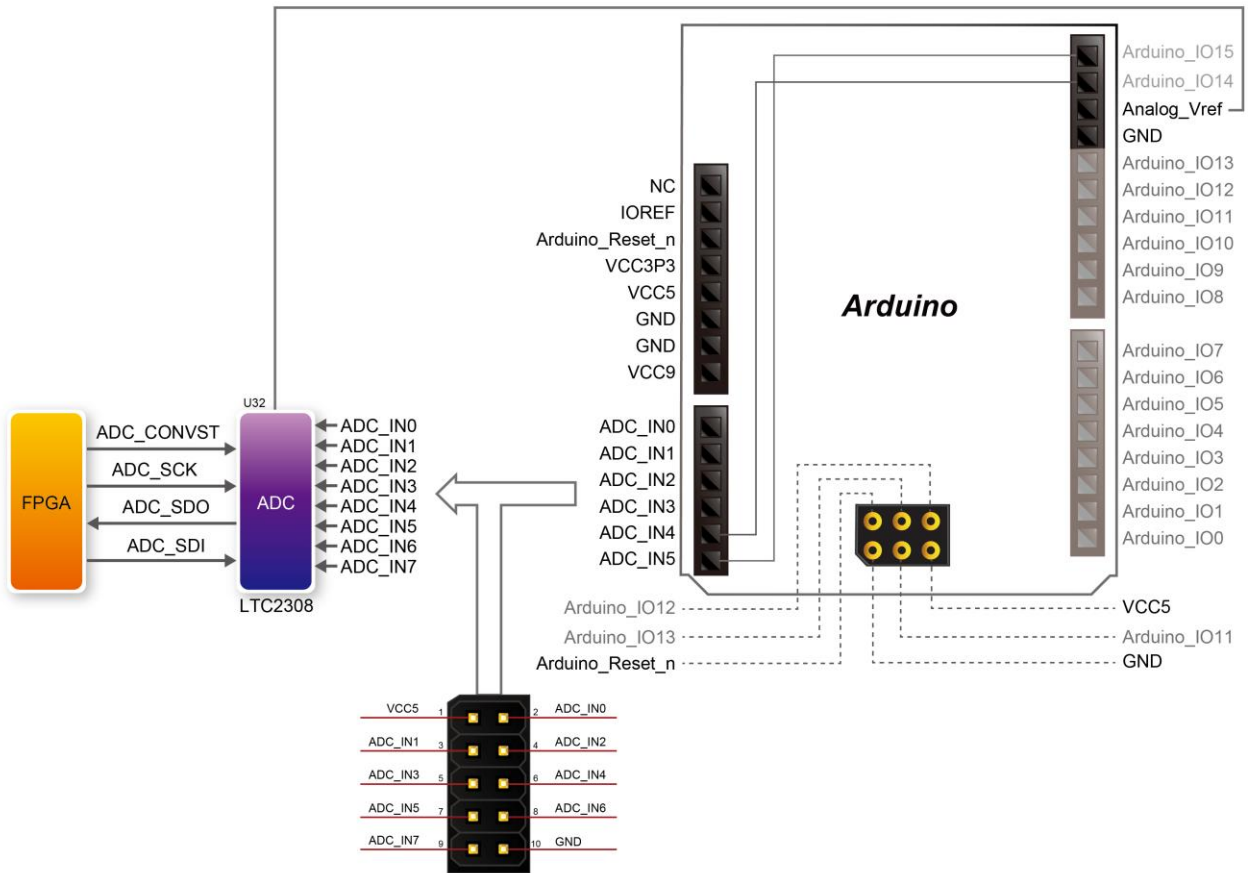 Arduino_IO15
Arduino_IO14
Analog_Vref
GND
Arduino_IO13
Arduino_IO12
Arduino_IO11
Arduino_IO10
Arduino_IO9
Arduino_IO8
NC
IOREF
Arduino_Reset_n
VCC3P3
VCC5
GND
GND
VCC9
Arduino
Arduino_IO7
Arduino_IO6
Arduino_IO5
Arduino_IO4
Arduino_IO3
Arduino_IO2
Arduino_IO1
Arduino_IO0
FPGA
ADC_CONVST
ADC_SCK
ADC_SDO
ADC_SDI
U32
ADC
LTC2308
ADC_IN0
ADC_IN1
ADC_IN2
ADC_IN3
ADC_IN4
ADC_IN5
ADC_IN6
ADC_IN7
ADC_IN0
ADC_IN1
ADC_IN2
ADC_IN3
ADC_IN4
ADC_IN5
Arduino_IO12
Arduino_IO13
Arduino_Reset_n
VCC5
Arduino_IO11
GND
VCC5 1 2 ADC_IN0
ADC_IN1 3 4 ADC_IN2
ADC_IN3 5 6 ADC_IN4
ADC_IN5 7 8 ADC_IN6
ADC_IN7 9 10 GND